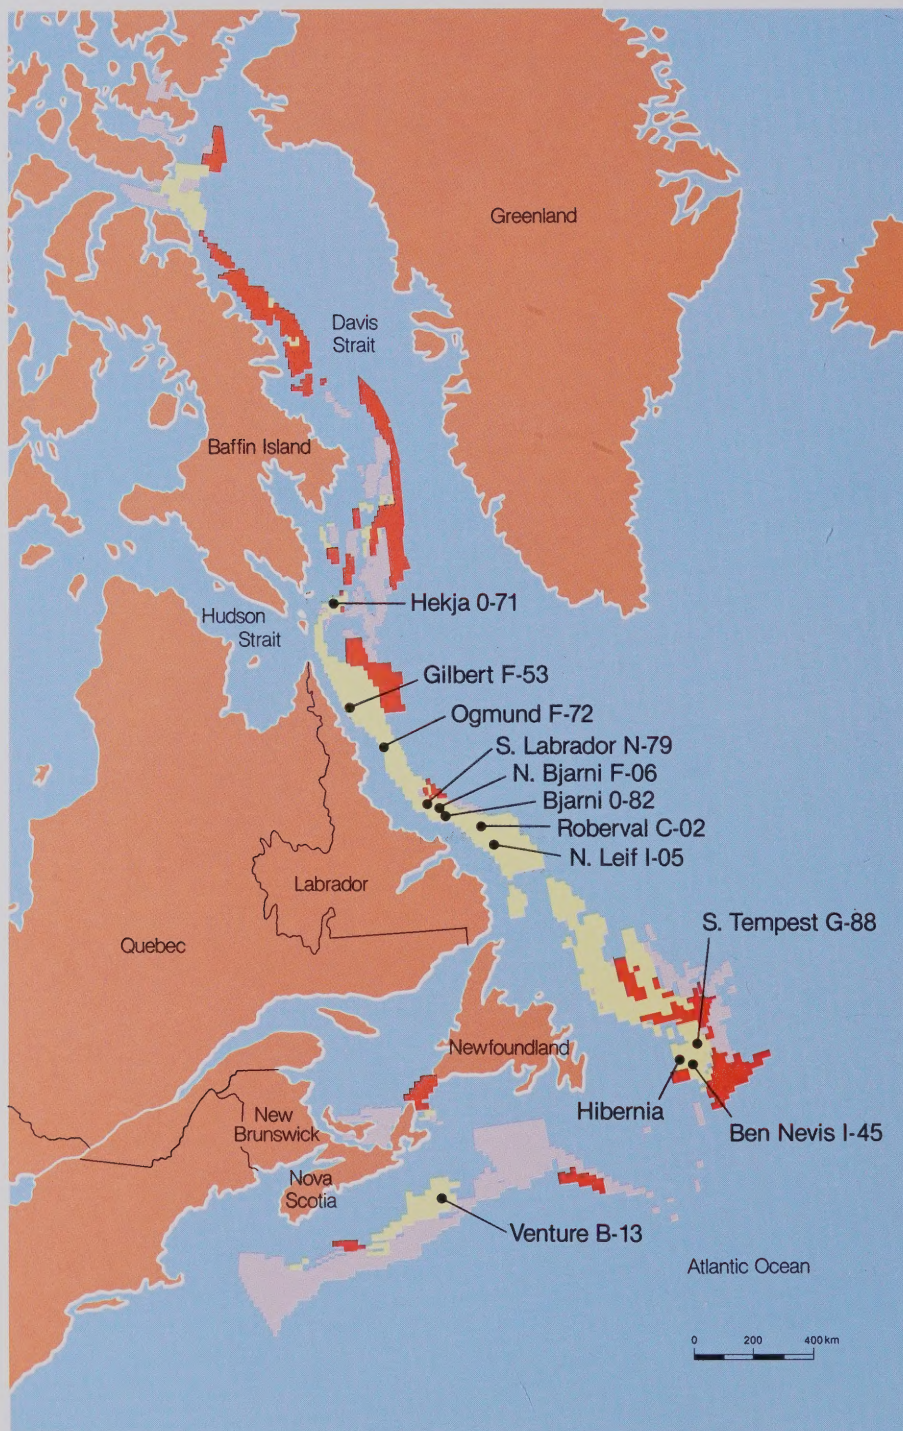 Greenland
Davis
Strait
Baffin Island
Hekja 0-71
Hudson
Strait
Gilbert F-53
Ogmund F-72
S. Labrador N-79
N. Bjarni F-06
Bjarni 0-82
Roberval C-02
N. Leif I-05
Labrador
S. Tempest G-88
Quebec
Newfoundland
Hibernia
New
Brunswick
Ben Nevis I-45
Nova
Scotia
Venture B-13
Atlantic Ocean
0 200 400 km